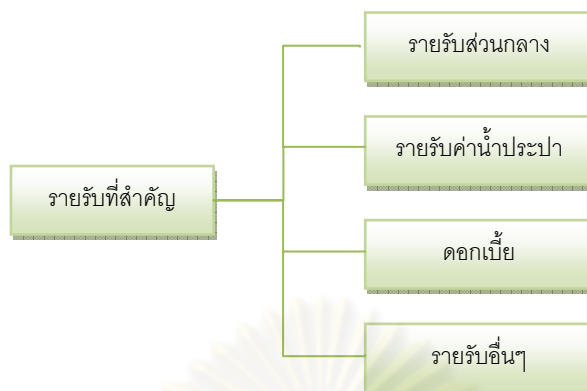 รายรับที่สำคัญ
รายรับส่วนกลาง
รายรับค่าน้ำประปา
ดอกเบี้ย
รายรับอื่นๆ